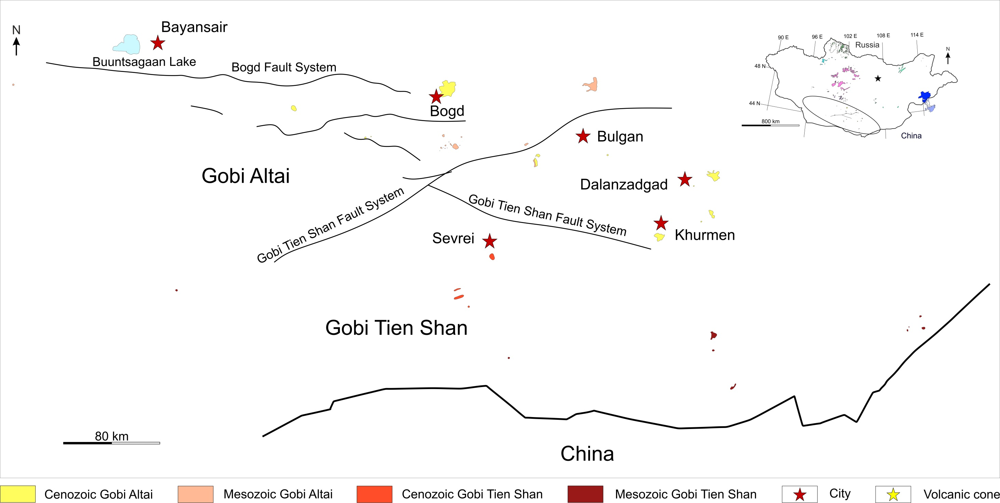 Bayansair
N
Buuntsagaan Lake
Bogd Fault System
Bogd
Bulgan
Gobi Altai
Dalanzadgad
Gobi Tien Shan Fault System
Gobi Tien Shan Fault System
Sevrei
Khurmen
Gobi Tien Shan
80 km
China
90 E
96 E
102 E
108 E
114 E
Russia
N
48 N
44 N
800 km
China
Cenozoic Gobi Altai
Mesozoic Gobi Altai
Cenozoic Gobi Tien Shan
Mesozoic Gobi Tien Shan
City
Volcanic cone